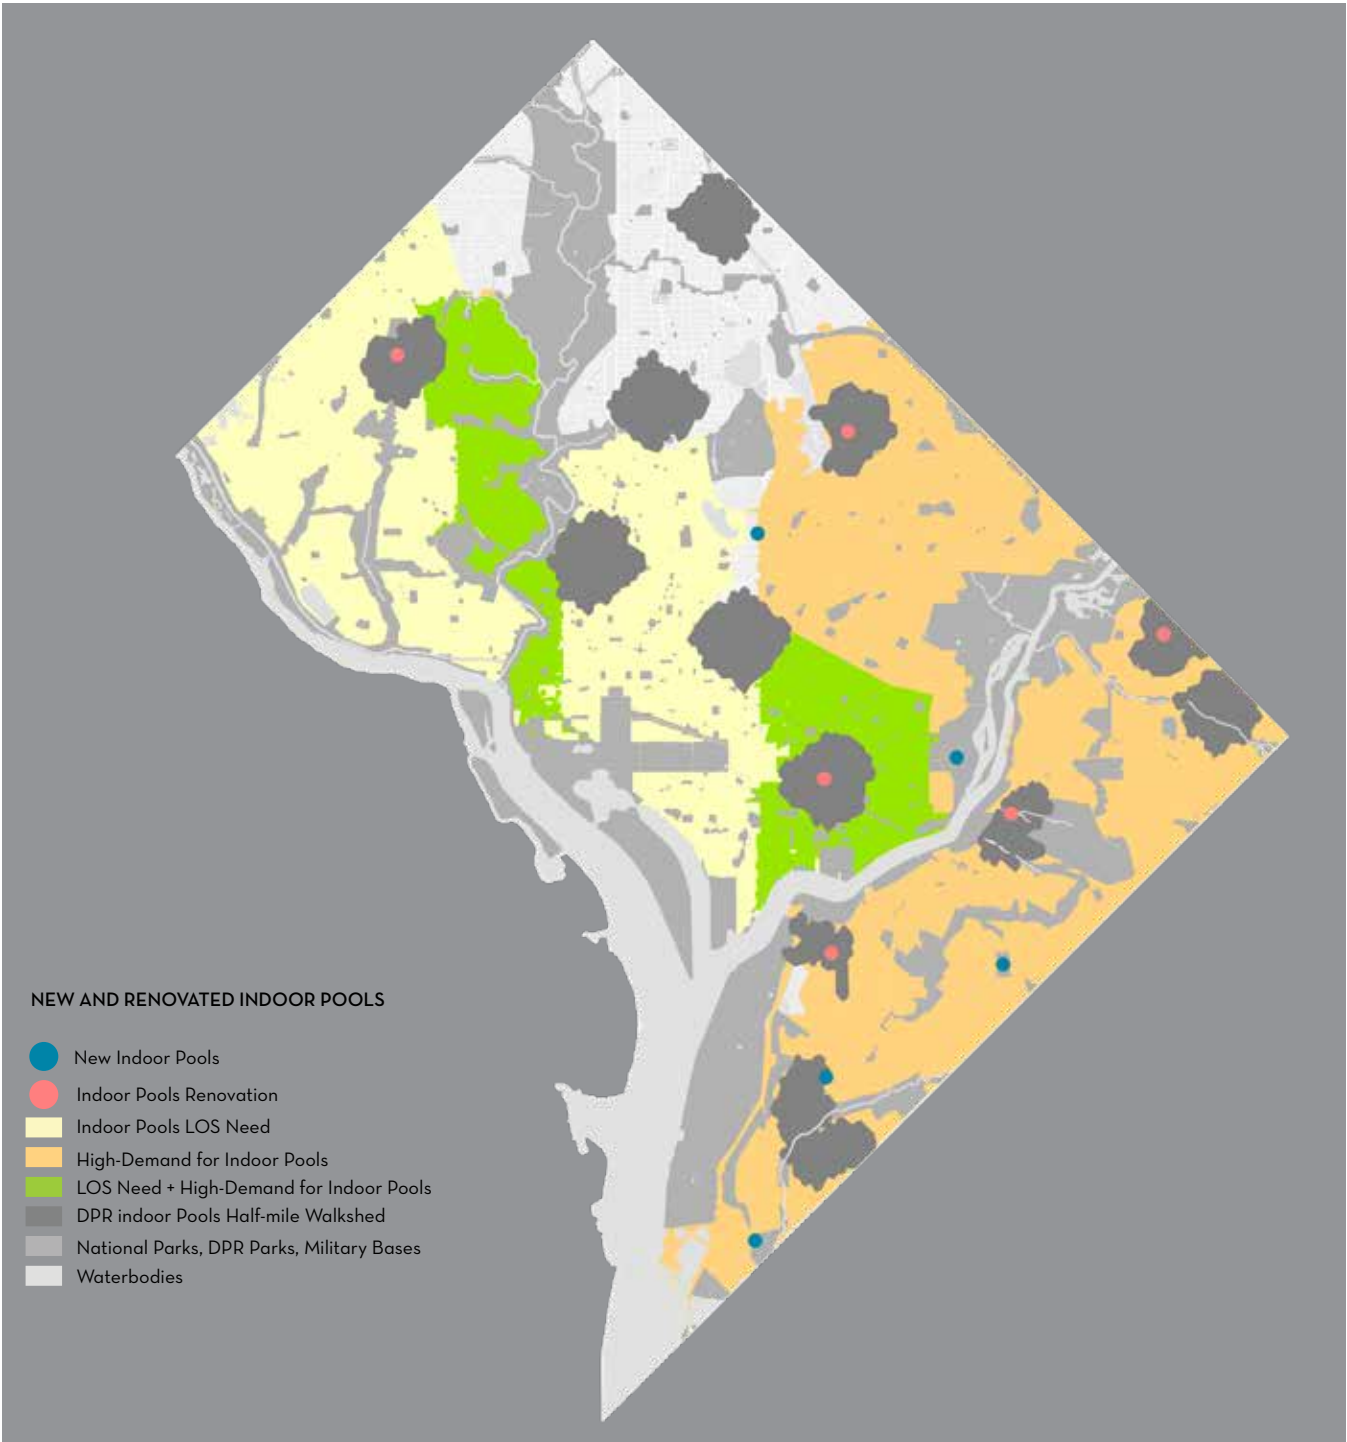 NEW AND RENOVATED INDOOR POOLS
New Indoor Pools
Indoor Pools Renovation
Indoor Pools LOS Need
High-Demand for Indoor Pools
LOS Need + High-Demand for Indoor Pools
DPR indoor Pools Half-mile Walkshed
National Parks, DPR Parks, Military Bases
Waterbodies